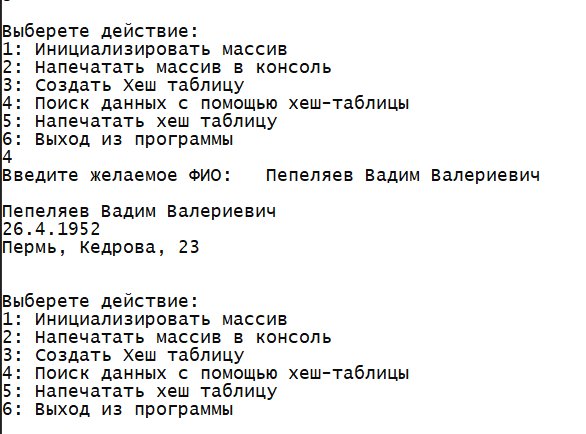 Выберете действие:
1: Инициализировать массив
2: Напечатать массив в консоль
3: Создать Хеш таблицу
4: Поиск данных с помощью хеш-таблицы
5: Напечатать хеш таблицу
6: Выход из программы
4
Введите желаемое ФИО:   Пепеляев Вадим Валериевич
Пепеляев Вадим Валериевич
26.4.1952
Пермь, Кедрова, 23
Выберете действие:
1: Инициализировать массив
2: Напечатать массив в консоль
3: Создать Хеш таблицу
4: Поиск данных с помощью хеш-таблицы
5: Напечатать хеш таблицу
6: Выход из программы